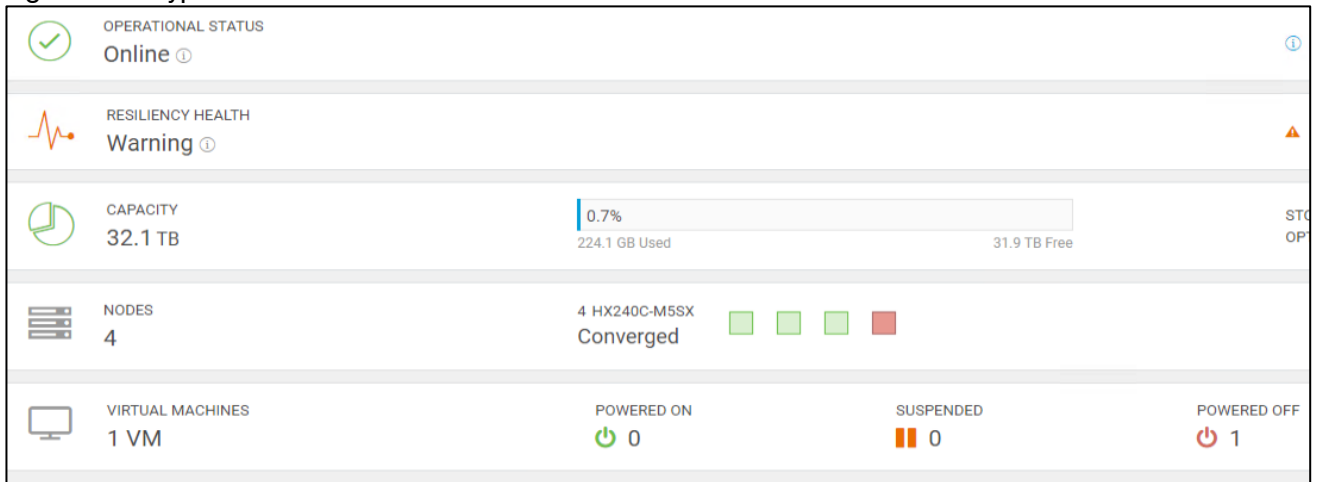 OPERATIONAL STATUS
Online
RESILIENCY HEALTH
Warning
CAPACITY
32.1 TB
0.7%
224.1 GB Used
31.9 TB Free
NODES
4
4 HX240C-M5SX
Converged
VIRTUAL MACHINES
1 VM
POWERED ON
0
SUSPENDED
0
POWERED OFF
1